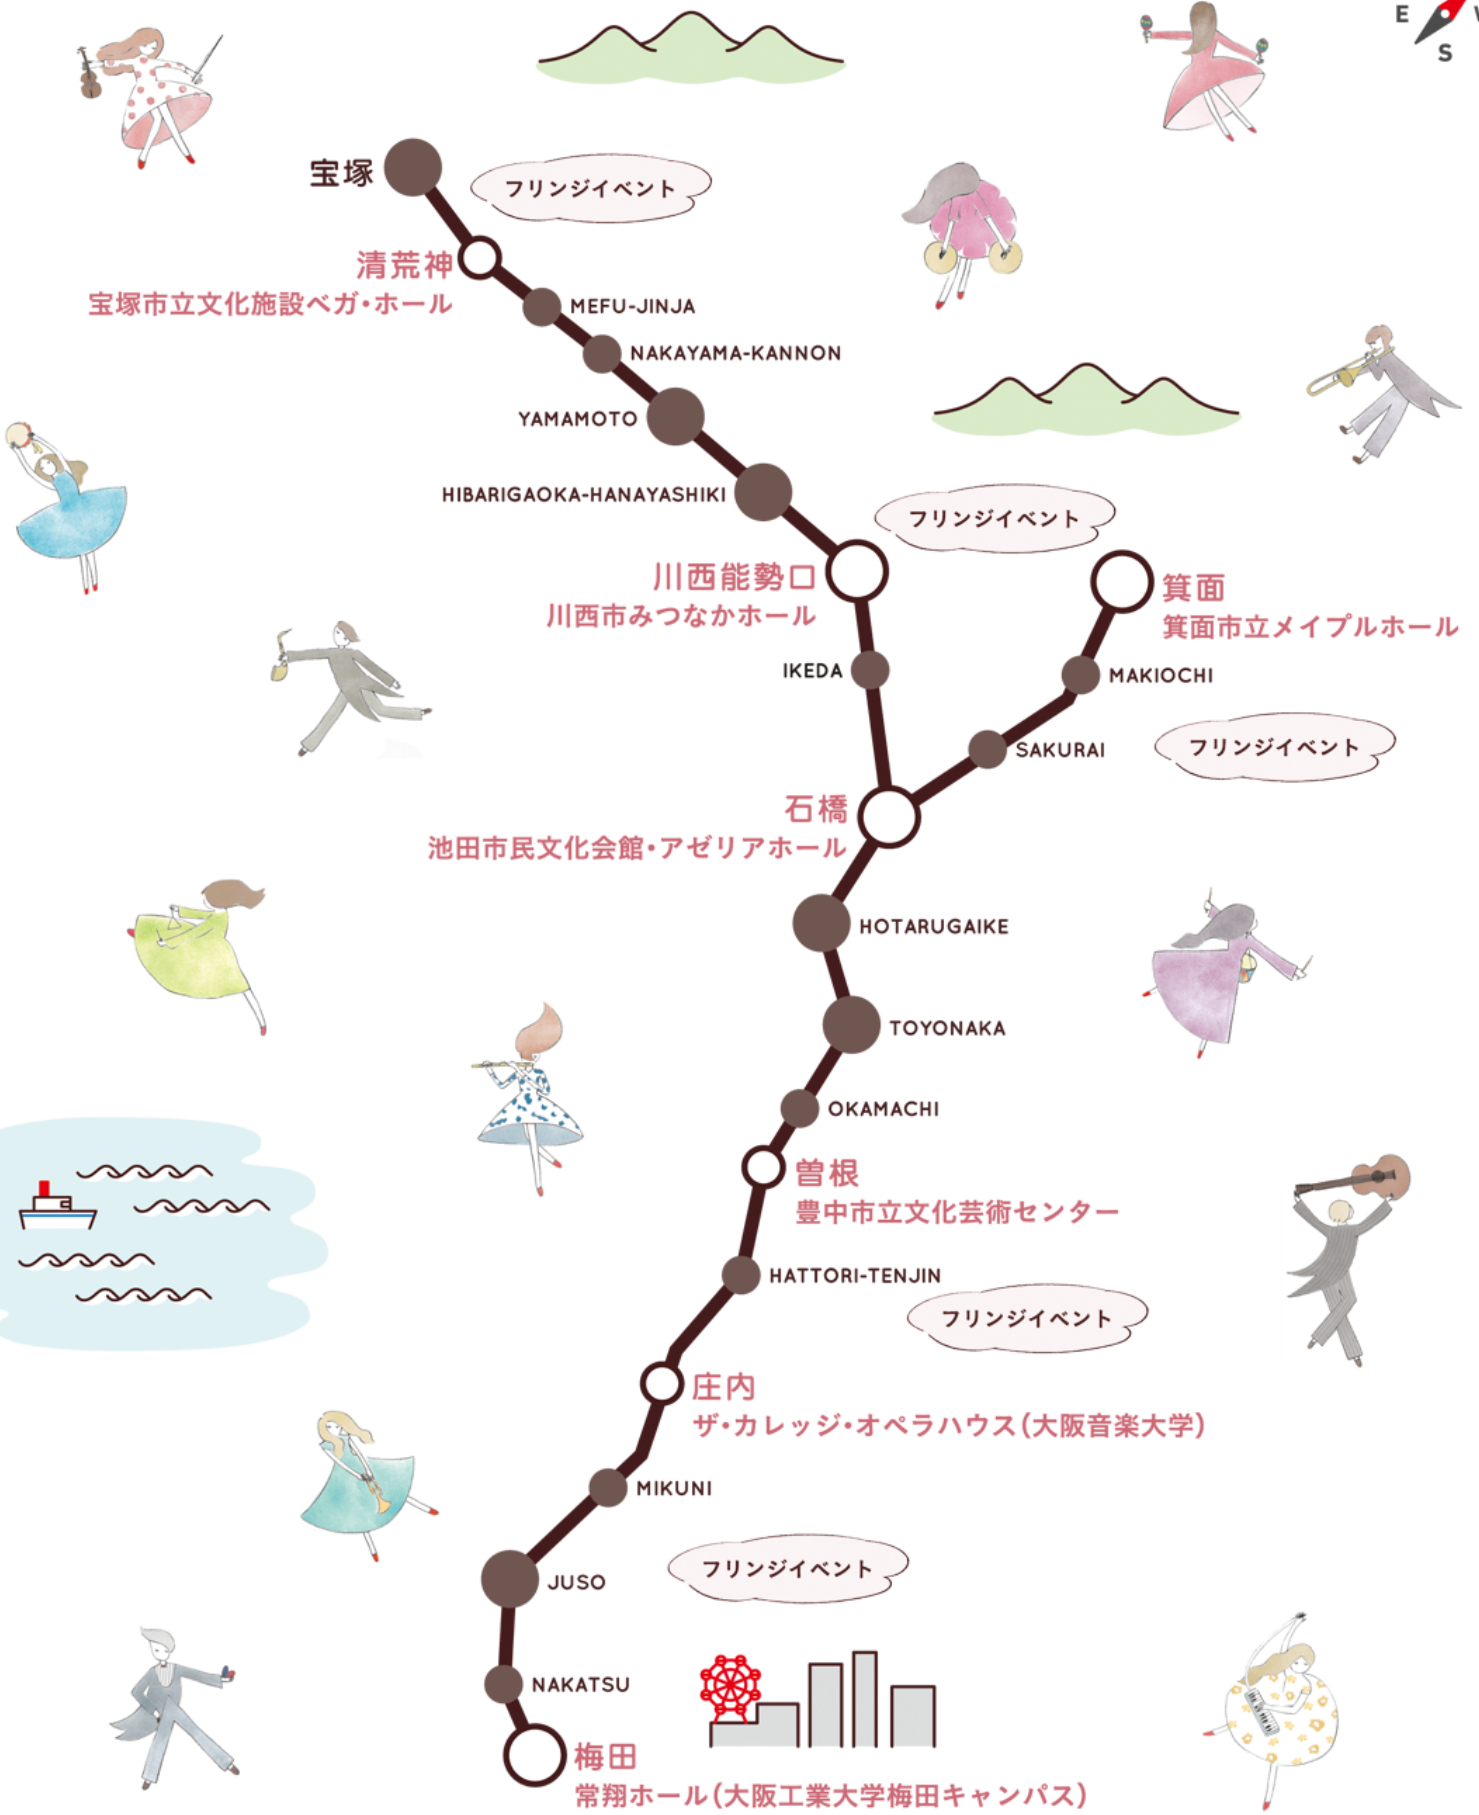 E
S
宝塚
フリンジイベント
清荒神
宝塚市立文化施設ベガ・ホール
MEFU-JINJA
NAKAYAMA-KANNON
YAMAMOTO
HIBARIGAOKA-HANAYASHIKI
フリンジイベント
川西能勢口
川西市みつなかホール
箕面
箕面市立メイプルホール
IKEDA
MAKIOCHI
SAKURAI
フリンジイベント
石橋
池田市民文化会館・アゼリアホール
HOTARUGAIKE
TOYONAKA
OKAMACHI
曽根
豊中市立文化芸術センター
HATTORI-TENJIN
フリンジイベント
庄内
ザ・カレッジ・オペラハウス(大阪音楽大学)
MIKUNI
フリンジイベント
JUSO
NAKATSU
梅田
常翔ホール(大阪工業大学梅田キャンパス)